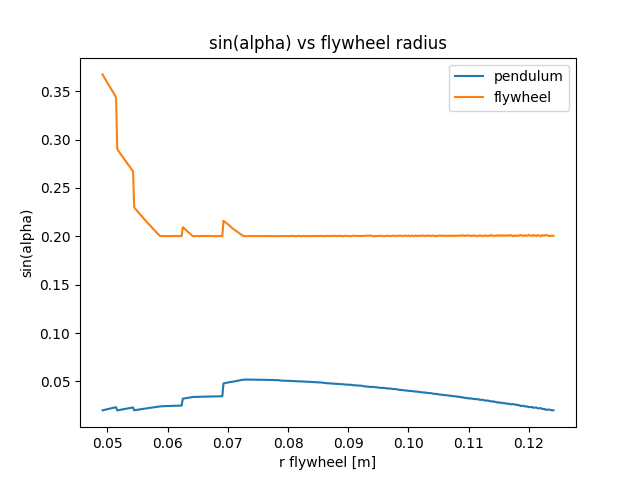 sin(alpha) vs flywheel radius
pendulum
flywheel
sin(alpha)
0.35
0.30
0.25
0.20
0.15
0.10
0.05
0.05 0.06 0.07 0.08 0.09 0.10 0.11 0.12
r flywheel [m]